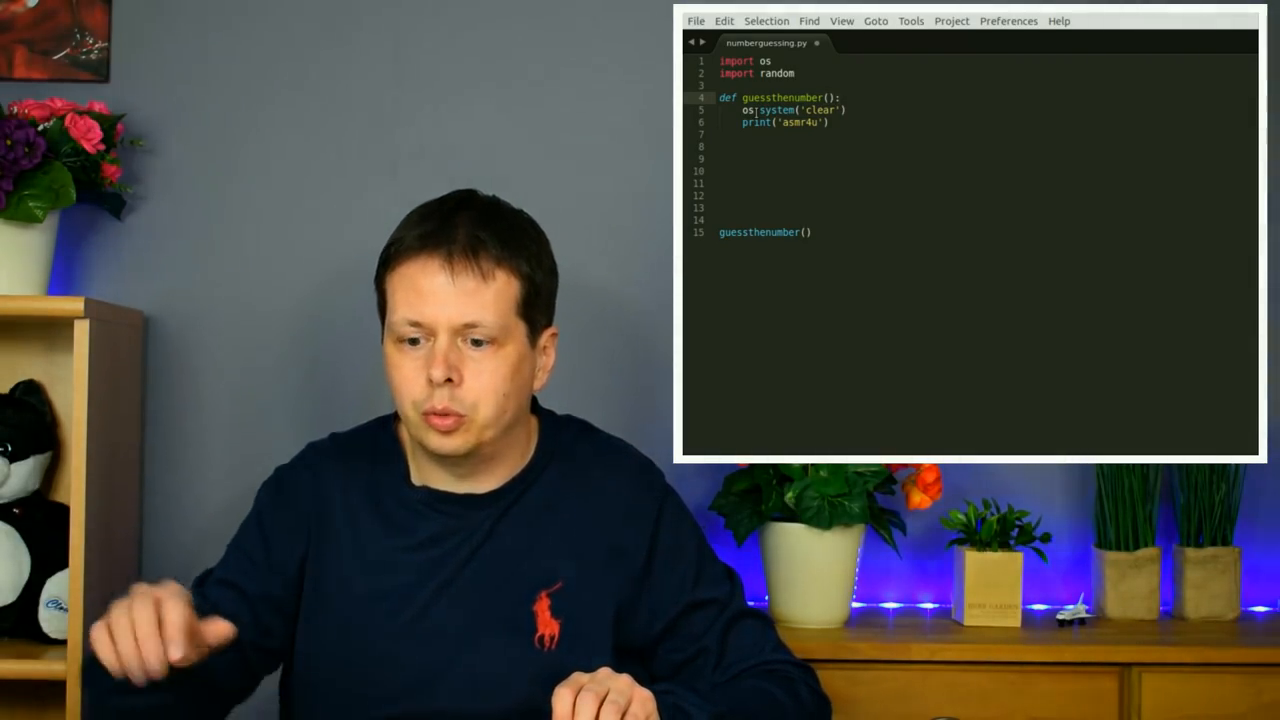 File Edit Selection Find View Goto Tools Project Preferences Help
numberguessing.py
1 import os
2 import random
3
4 def guessthenumber():
5 os.system('clear')
6 print('asmr4u')
7
8
9
10
11
12
13
14
15 guessthenumber()
HERB GARDEN